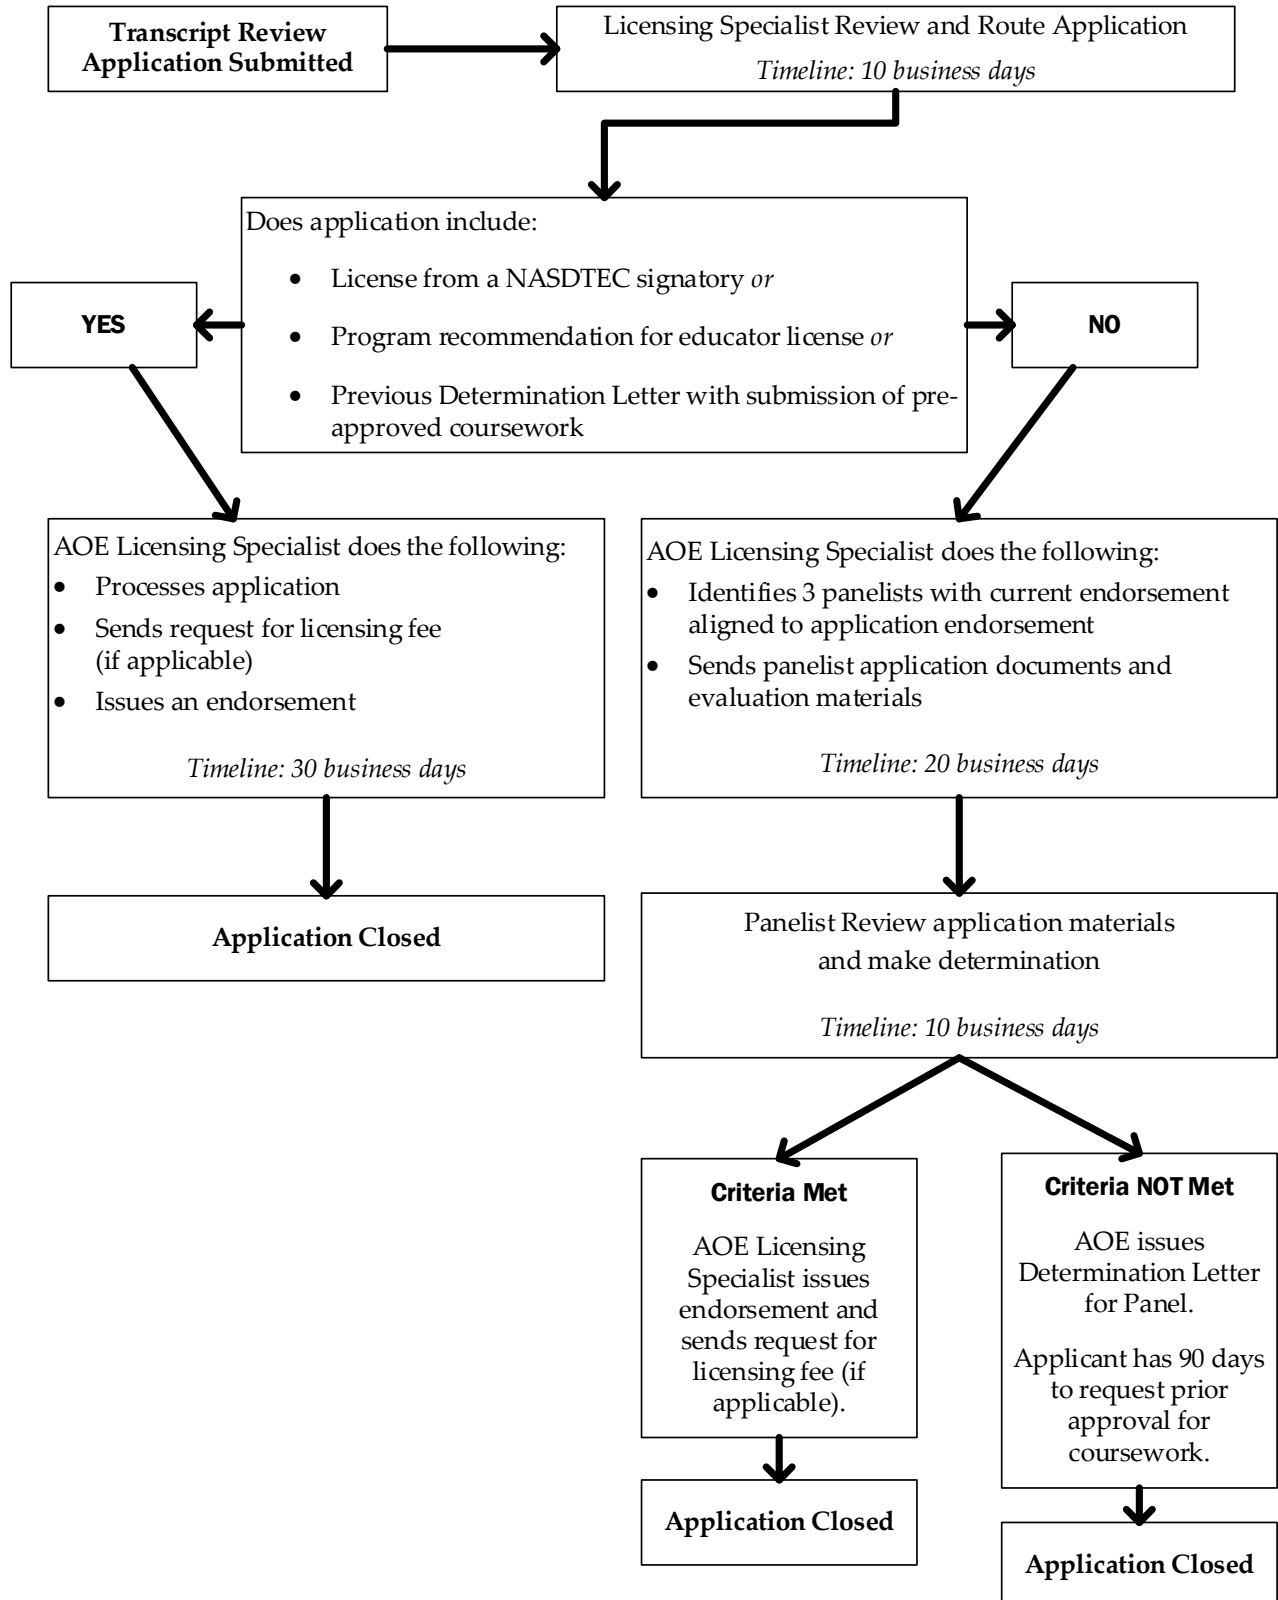 Transcript Review
Application Submitted
Licensing Specialist Review and Route Application
Timeline: 10 business days
Does application include:
• License from a NASDTEC signatory or
• Program recommendation for educator license or
• Previous Determination Letter with submission of pre-
approved coursework
YES
NO
AOE Licensing Specialist does the following:
• Processes application
• Sends request for licensing fee
(if applicable)
• Issues an endorsement
Timeline: 30 business days
AOE Licensing Specialist does the following:
• Identifies 3 panelists with current endorsement
aligned to application endorsement
• Sends panelist application documents and
evaluation materials
Timeline: 20 business days
Application Closed
Panelist Review application materials
and make determination
Timeline: 10 business days
Criteria Met
AOE Licensing
Specialist issues
endorsement and
sends request for
licensing fee (if
applicable).
Criteria NOT Met
AOE issues
Determination Letter
for Panel.
Applicant has 90 days
to request prior
approval for
coursework.
Application Closed
Application Closed